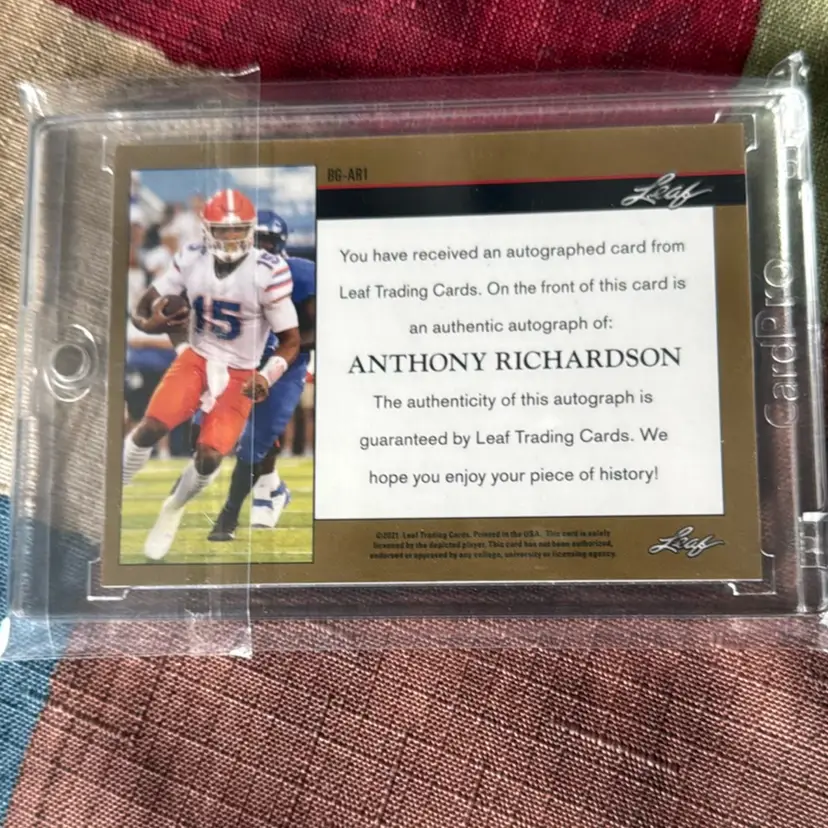 BG-AR1
Leaf
You have received an autographed card from
Leaf Trading Cards. On the front of this card is
an authentic autograph of:
ANTHONY RICHARDSON
The authenticity of this autograph is
guaranteed by Leaf Trading Cards. We
hope you enjoy your piece of history!
©2021 Leaf Trading Cards. Printed in the USA. This card is solely
licensed by the depicted player. This card has not been authorized,
endorsed or approved by any college, university or licensing agency.
Leaf
15
15
CardPro